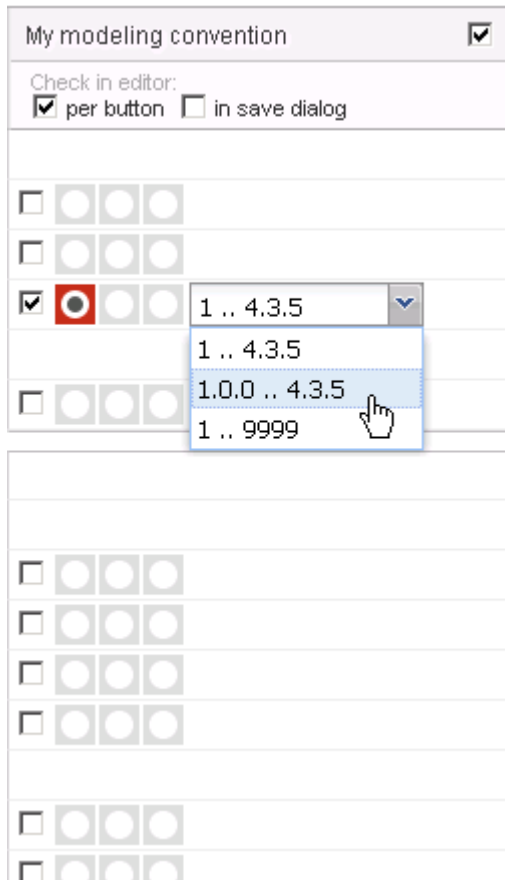 My modeling convention
Check in editor:
per button in save dialog
1 .. 4.3.5
1 .. 4.3.5
1.0.0 .. 4.3.5
1 .. 9999